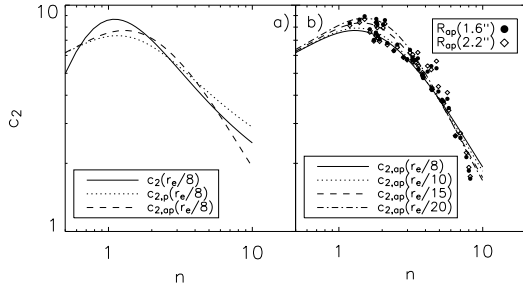 10
a)
b)
R_ap(1.6")
R_ap(2.2")
c_2
c_2(r_e/8)
c_2,p(r_e/8)
c_2,ap(r_e/8)
c_2,ap(r_e/8)
c_2,ap(r_e/10)
c_2,ap(r_e/15)
c_2,ap(r_e/20)
1
1
10
1
10
n
n